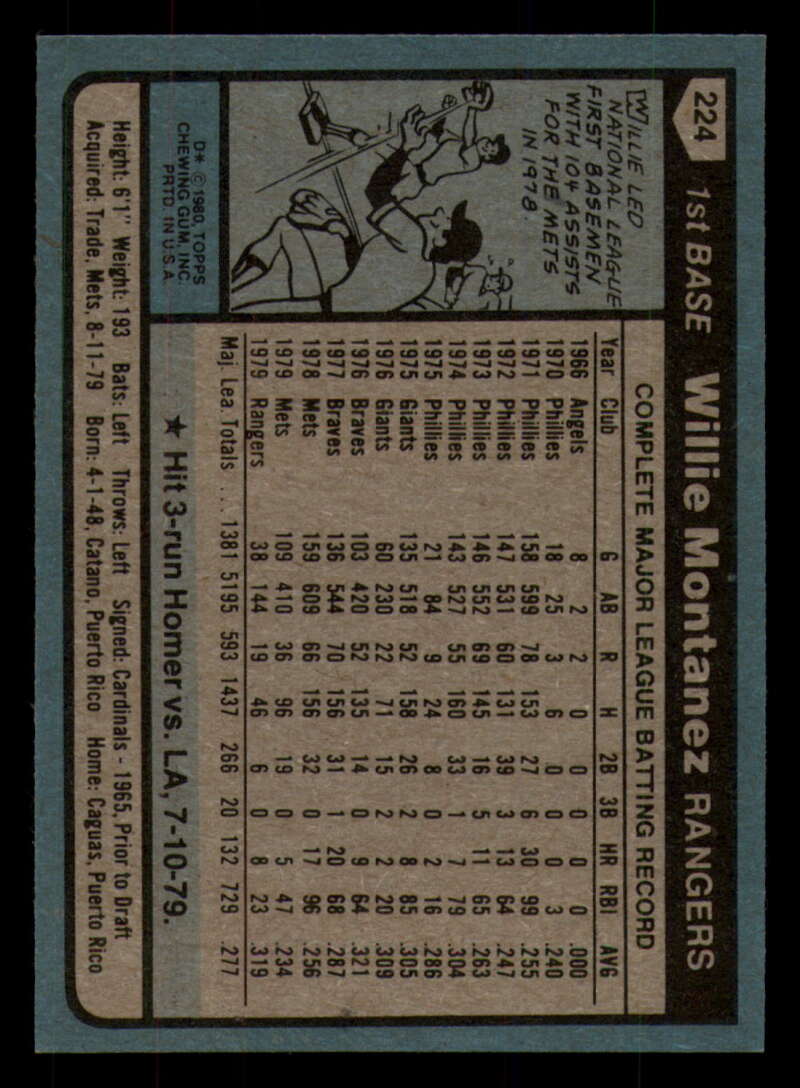 224 1st BASE Willie Montanez RANGERS
WILLIE LED
NATIONAL LEAGUE
FIRST BASEMEN
WITH 104 ASSISTS
FOR THE METS
IN 1978.
D* © 1980, TOPPS
CHEWING GUM, INC.
PRTD. IN U.S.A.
COMPLETE MAJOR LEAGUE BATTING RECORD
Year Club G AB R H 2B 3B HR RBI AVG
1966 Angels 8 2 2 0 0 0 0 0 .000
1970 Phillies 18 25 3 6 0 0 0 3 .240
1971 Phillies 158 599 78 153 27 6 30 99 .255
1972 Phillies 147 531 60 131 39 3 13 64 .247
1973 Phillies 146 552 69 145 16 5 11 65 .263
1974 Phillies 143 527 55 160 33 1 7 79 .304
1975 Phillies 21 84 9 24 8 0 2 16 .286
1975 Giants 135 518 52 158 26 2 8 85 .305
1976 Giants 60 230 22 71 15 2 2 20 .309
1976 Braves 103 420 52 135 14 0 9 64 .321
1977 Braves 136 544 70 156 31 1 20 68 .287
1978 Mets 159 609 66 156 32 0 17 96 .256
1979 Mets 109 410 36 96 19 0 5 47 .234
1979 Rangers 38 144 19 46 6 0 8 23 .319
Maj. Lea. Totals ... 1381 5195 593 1437 266 20 132 729 .277
★ Hit 3-run Homer vs. LA, 7-10-79.
Height: 6'1" Weight: 193 Bats: Left Throws: Left Signed: Cardinals - 1965, Prior to Draft
Acquired: Trade, Mets, 8-11-79 Born: 4-1-48, Catano, Puerto Rico Home: Caguas, Puerto Rico